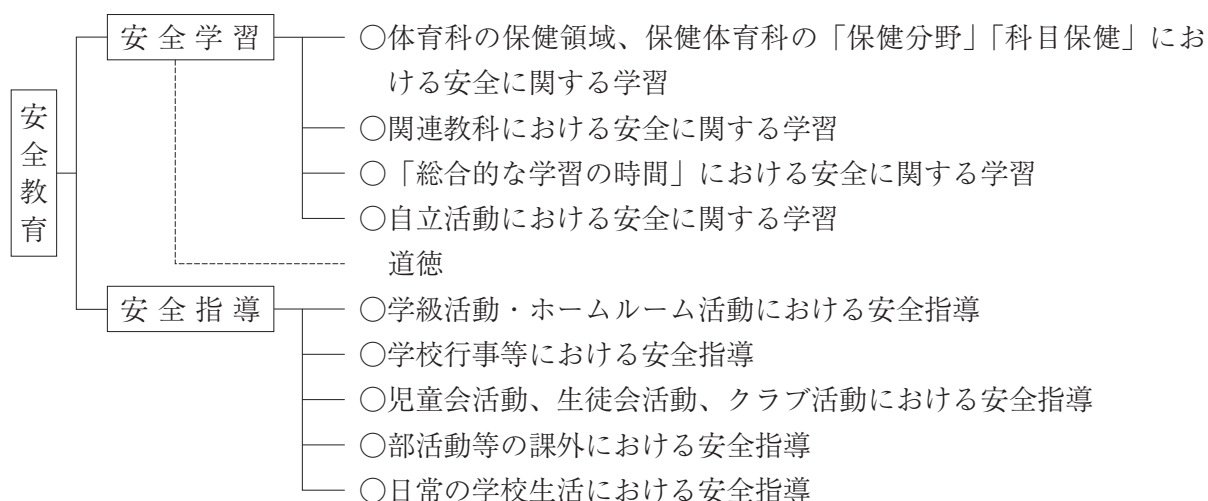 安全教育
安全学習
○体育科の保健領域、保健体育科の「保健分野」「科目保健」にお
ける安全に関する学習
○関連教科における安全に関する学習
○「総合的な学習の時間」における安全に関する学習
○自立活動における安全に関する学習
道徳
安全指導
○学級活動・ホームルーム活動における安全指導
○学校行事等における安全指導
○児童会活動、生徒会活動、クラブ活動における安全指導
○部活動等の課外における安全指導
○日常の学校生活における安全指導